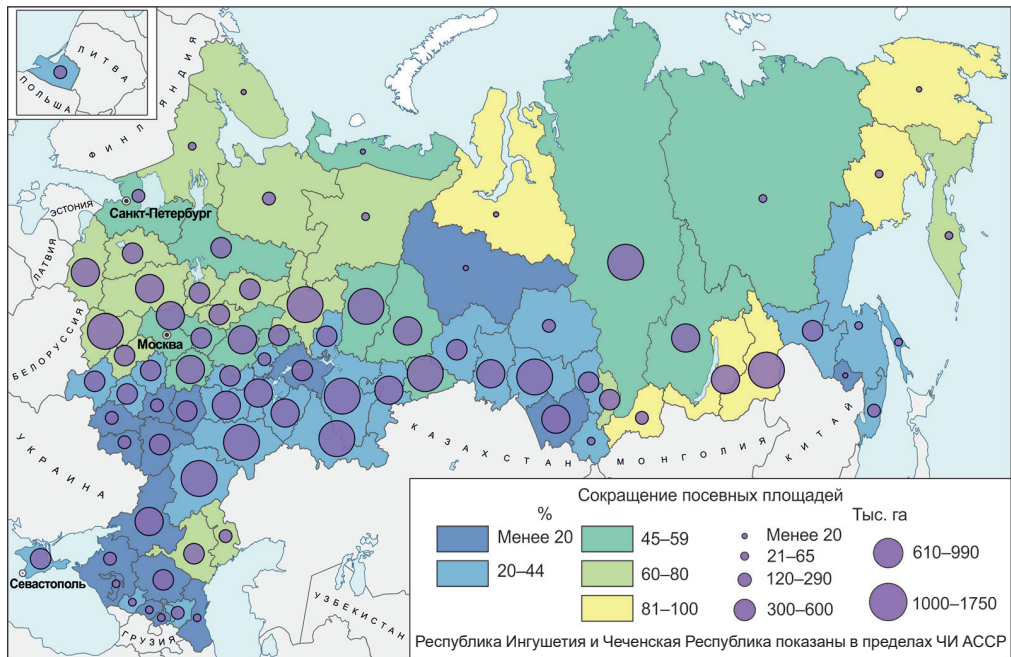 ЛИТВА
ПОЛЬША
ФИНЛЯНДИЯ
ЭСТОНИЯ
Санкт-Петербург
ЛАТВИЯ
БЕЛОРУССИЯ
Москва
УКРАИНА
КАЗАХСТАН
МОНГОЛИЯ
КИТАЙ
Севастополь
ГРУЗИЯ
УЗБЕКИСТАН
Сокращение посевных площадей
%
Менее 20
20–44
45–59
60–80
81–100
Тыс. га
Менее 20
21–65
120–290
300–600
610–990
1000–1750
Республика Ингушетия и Чеченская Республика показаны в пределах ЧИ АССР